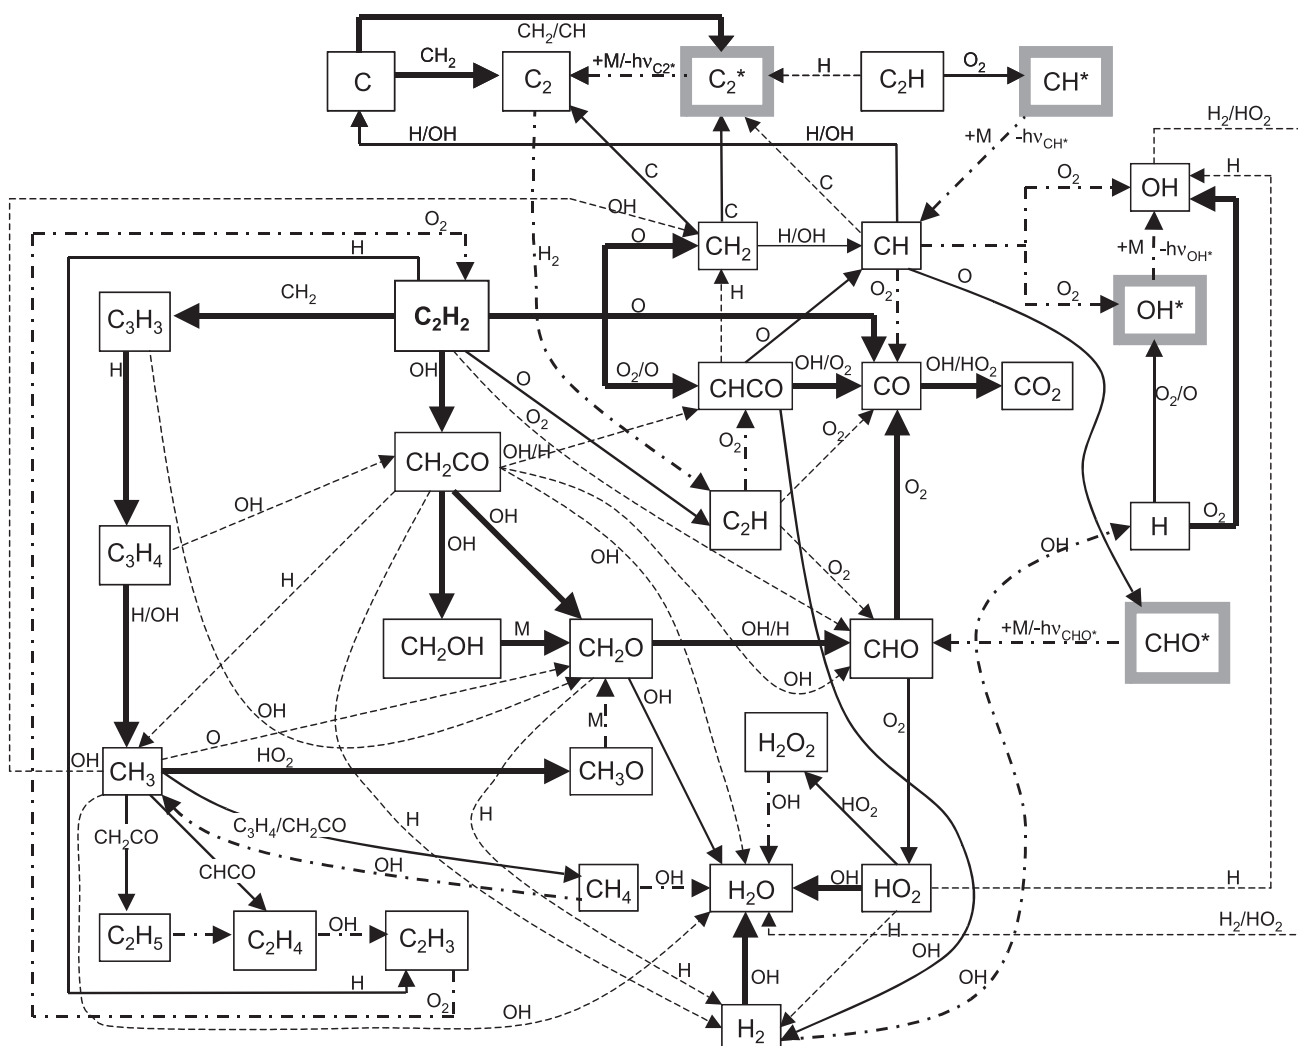 CH₂/CH
CH₂ +M/-hνC2* H O₂
C C₂ C₂* C₂H CH*
H₂/HO₂
H/OH H/OH +M -hνCH*
H
C C O₂ OH
OH C
O₂ O CH₂ H/OH CH +M -hνOH*
H H₂ O
CH₂ H O₂ O₂
C₃H₃ C₂H₂ O OH*
O
H OH O O₂/O CHCO OH/O₂ CO OH/HO₂ CO₂ O₂/O
O₂
OH/H O₂ O₂
CH₂CO
OH OH O₂ C₂H H O₂
C₃H₄ OH OH OH
H O₂
H/OH
M OH/H +M/-hνCHO*
CH₂OH CH₂O CHO CHO*
OH OH
OH M O₂
O H₂O₂
OH HO₂
CH₃ CH₃O
OH HO₂
CH₂CO C₃H₄/CH₂CO H H
CHCO OH
CH₄ OH H₂O OH HO₂ H
OH H₂/HO₂
C₂H₅ C₂H₄ C₂H₃ H
OH
H O₂ H OH OH
OH
H₂